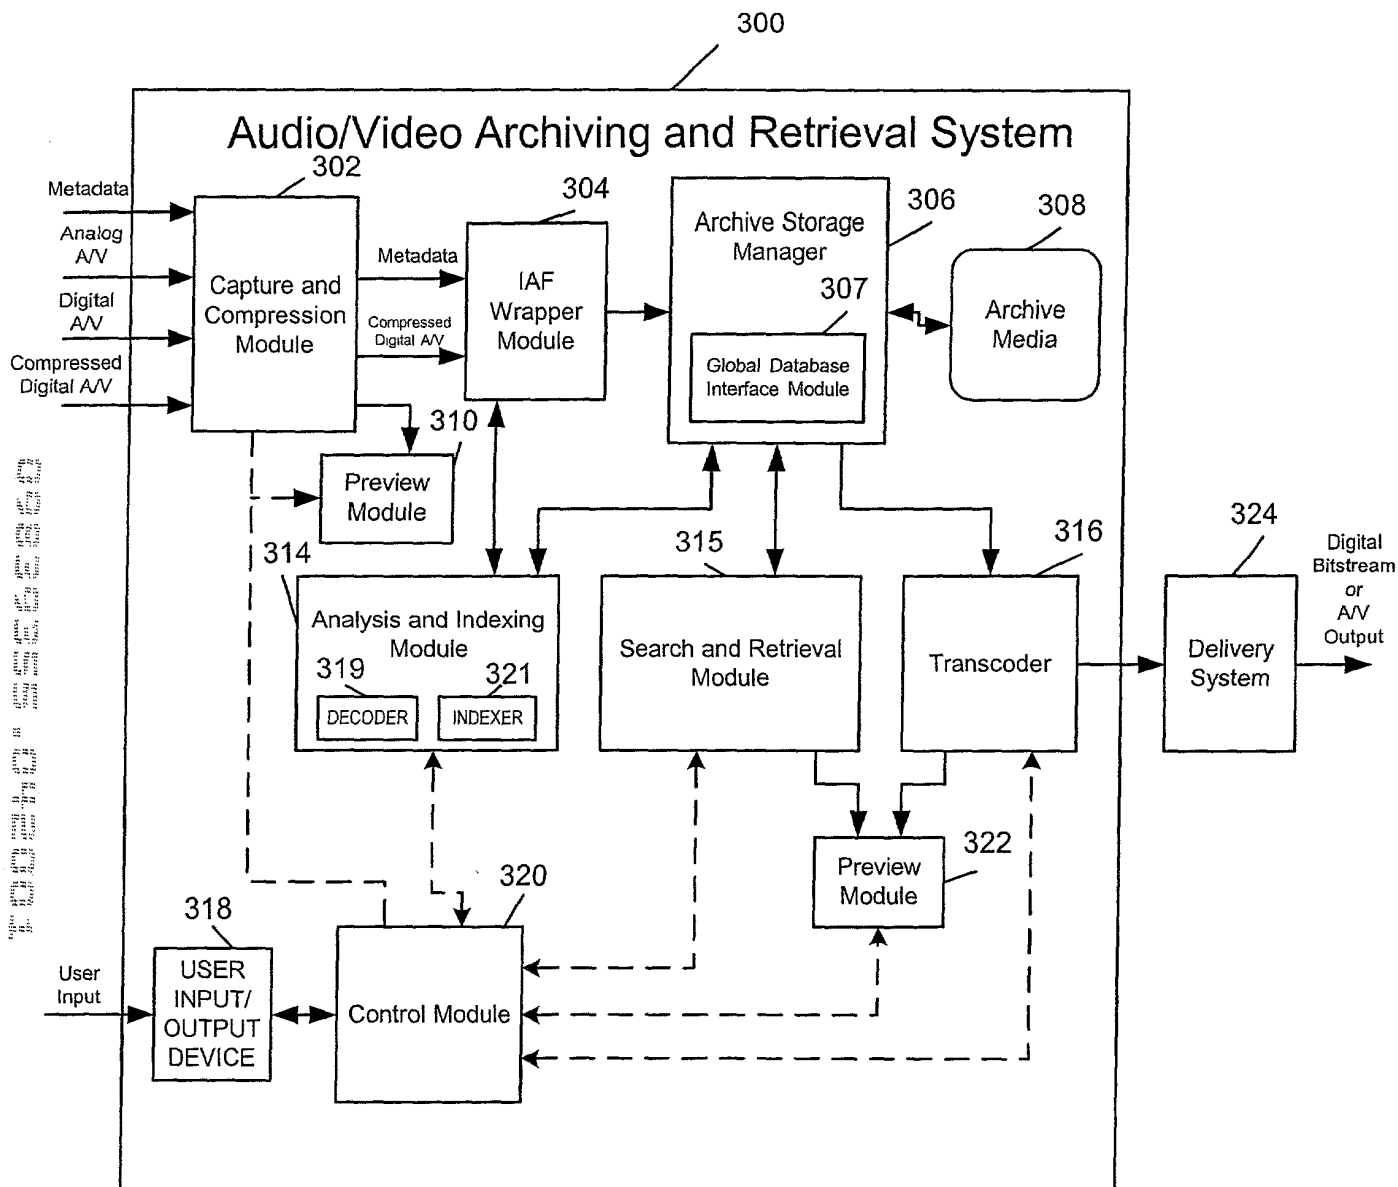 300
Audio/Video Archiving and Retrieval System
302
304
306
308
Metadata
Analog
A/V
Digital
A/V
Compressed
Digital A/V
Capture and
Compression
Module
Metadata
Compressed
Digital A/V
IAF
Wrapper
Module
Archive Storage
Manager
307
Global Database
Interface Module
Archive
Media
310
Preview
Module
314
Analysis and Indexing
Module
319
DECODER
321
INDEXER
315
Search and Retrieval
Module
316
Transcoder
324
Delivery
System
Digital
Bitstream
or
A/V
Output
322
Preview
Module
320
Control Module
318
USER
INPUT/
OUTPUT
DEVICE
User
Input